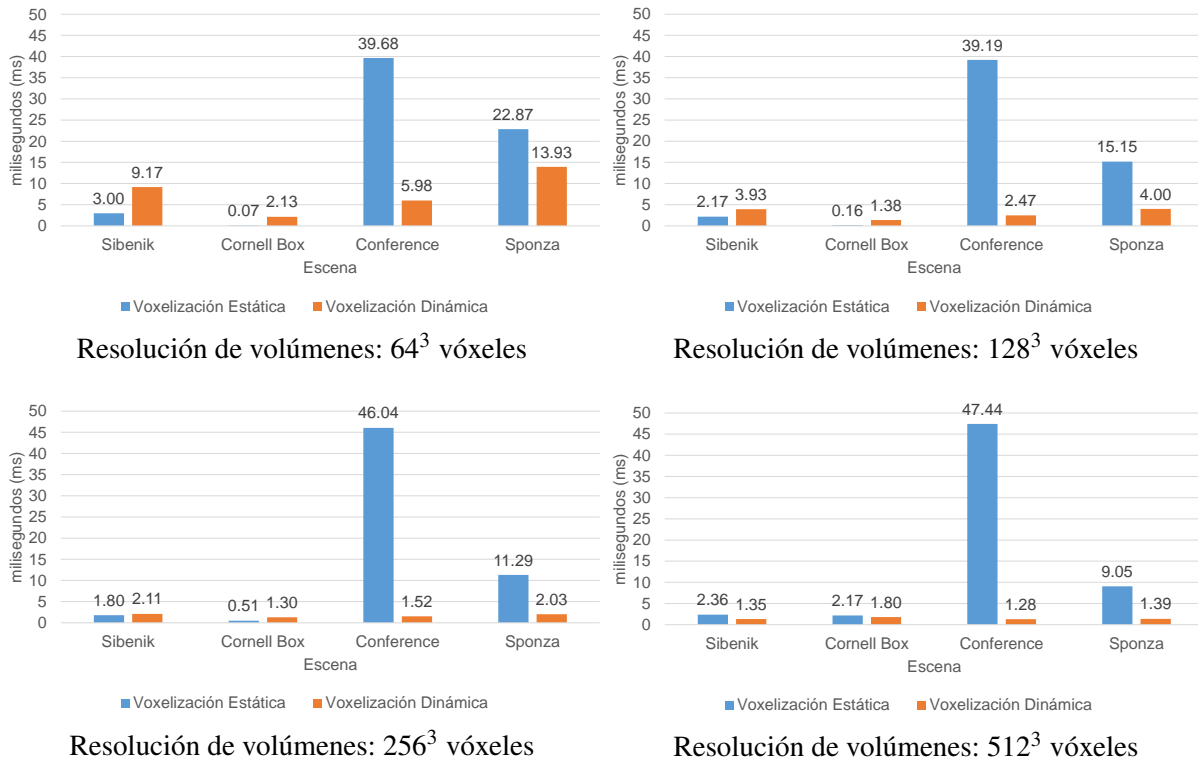 50
45
40
35
30
25
20
15
10
5
0
milisegundos (ms)
3.00
9.17
0.07
2.13
39.68
5.98
22.87
13.93
Sibenik
Cornell Box
Conference
Sponza
Escena
Voxelización Estática
Voxelización Dinámica
Resolución de volúmenes: 64³ vóxeles
50
45
40
35
30
25
20
15
10
5
0
milisegundos (ms)
2.17
3.93
0.16
1.38
39.19
2.47
15.15
4.00
Sibenik
Cornell Box
Conference
Sponza
Escena
Voxelización Estática
Voxelización Dinámica
Resolución de volúmenes: 128³ vóxeles
50
45
40
35
30
25
20
15
10
5
0
milisegundos (ms)
1.80
2.11
0.51
1.30
46.04
1.52
11.29
2.03
Sibenik
Cornell Box
Conference
Sponza
Escena
Voxelización Estática
Voxelización Dinámica
Resolución de volúmenes: 256³ vóxeles
50
45
40
35
30
25
20
15
10
5
0
milisegundos (ms)
2.36
1.35
2.17
1.80
47.44
1.28
9.05
1.39
Sibenik
Cornell Box
Conference
Sponza
Escena
Voxelización Estática
Voxelización Dinámica
Resolución de volúmenes: 512³ vóxeles